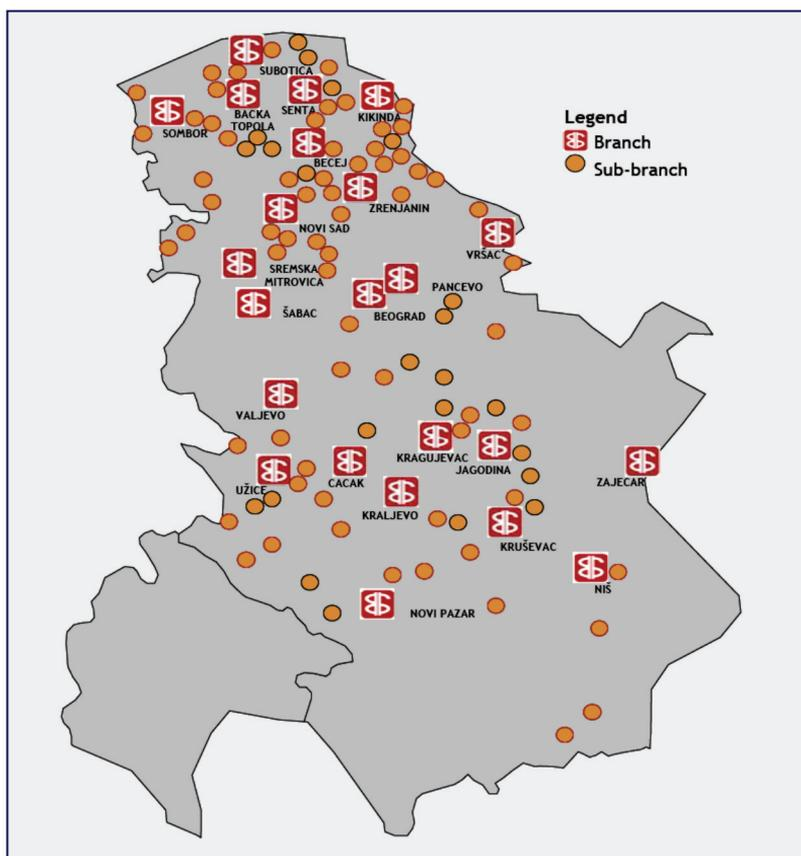 SUBOTICA
BACKA
TOPOLA
SENTA
KIKINDA
SOMBOR
BECEJ
ZRENJANIN
NOVI SAD
VRŠAC
SREMSKA
MITROVICA
PANCEVO
ŠABAC
BEOGRAD
VALJEVO
KRAGUJEVAC
JAGODINA
UŽICE
CACAK
ZAJECAR
KRALJEVO
KRUŠEVAC
NIŠ
NOVI PAZAR
Legend
Branch
Sub-branch